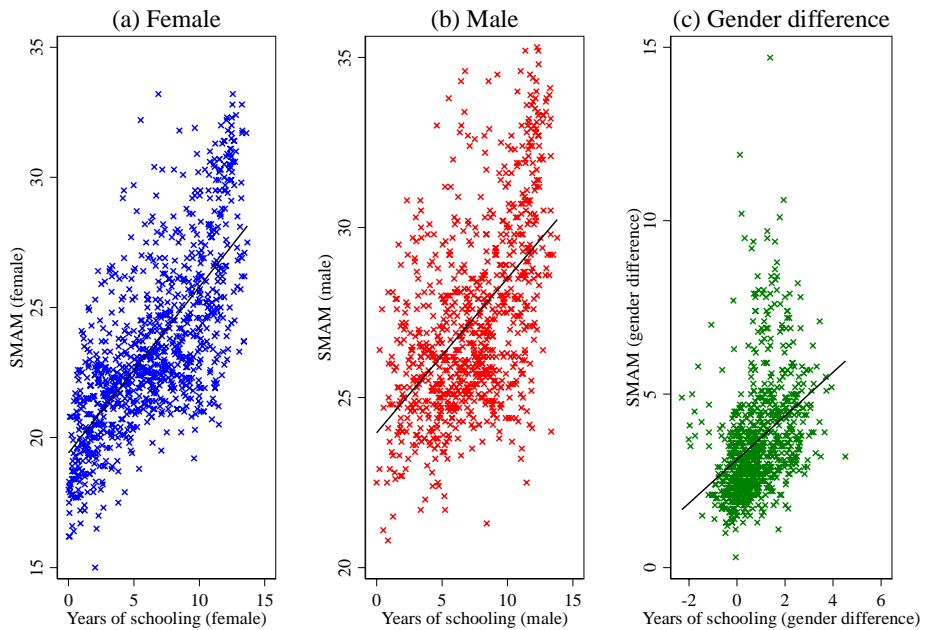 (a) Female
35
30
25
20
15
SMAM (female)
0 5 10 15
Years of schooling (female)
(b) Male
35
30
25
20
SMAM (male)
0 5 10 15
Years of schooling (male)
(c) Gender difference
15
10
5
0
SMAM (gender difference)
-2 0 2 4 6
Years of schooling (gender difference)